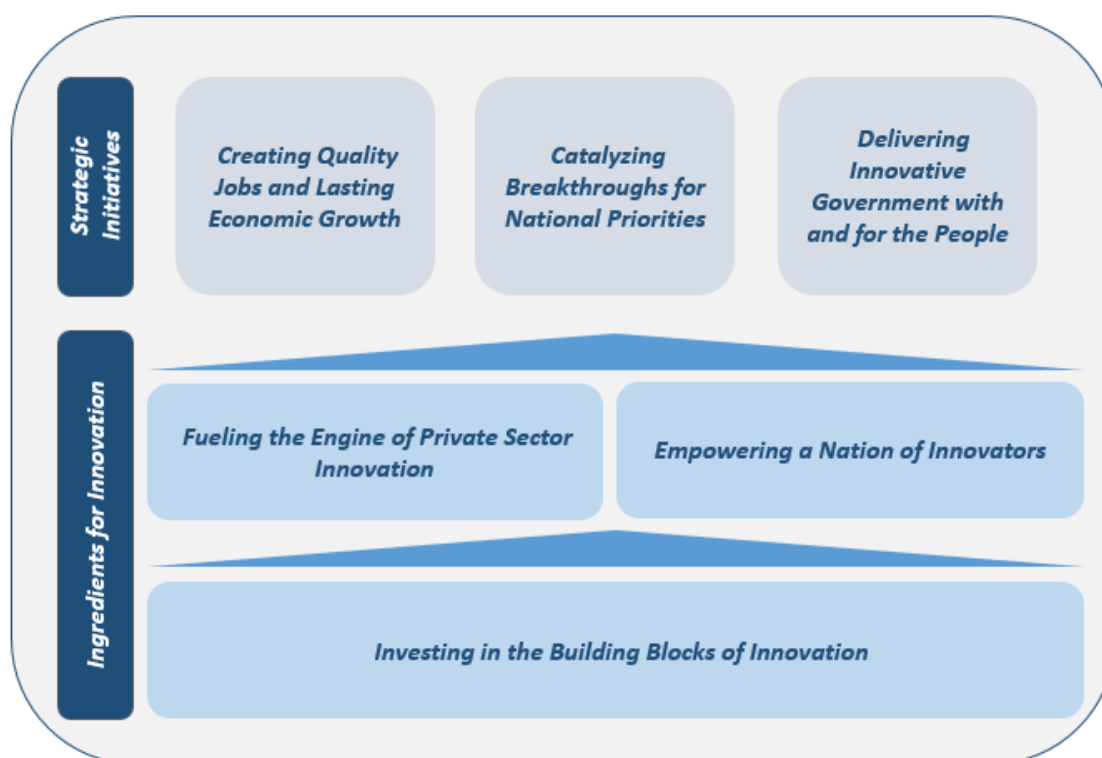 Strategic
Initiatives
Creating Quality
Jobs and Lasting
Economic Growth
Catalyzing
Breakthroughs for
National Priorities
Delivering
Innovative
Government with
and for the People
Ingredients for Innovation
Fueling the Engine of Private Sector
Innovation
Empowering a Nation of Innovators
Investing in the Building Blocks of Innovation